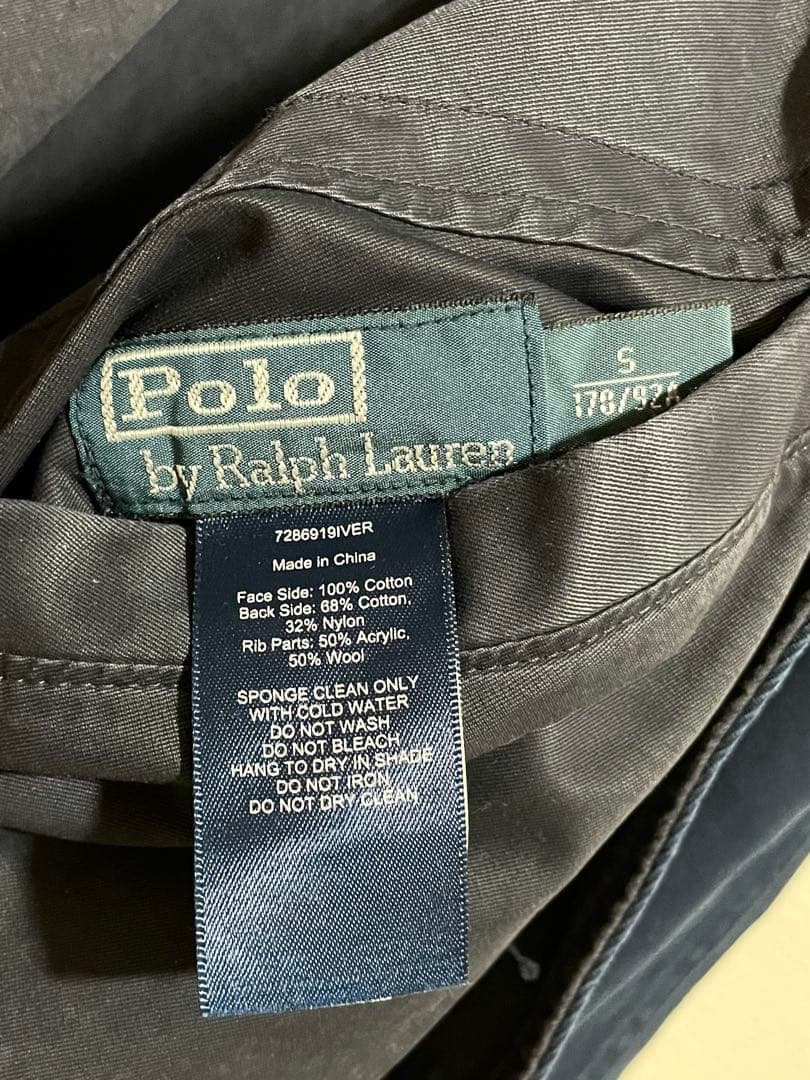 Polo
by Ralph Lauren
S
178/92A
7286919IVER
Made in China
Face Side: 100% Cotton
Back Side: 68% Cotton,
32% Nylon
Rib Parts: 50% Acrylic,
50% Wool
SPONGE CLEAN ONLY
WITH COLD WATER
DO NOT WASH
DO NOT BLEACH
HANG TO DRY IN SHADE
DO NOT IRON
DO NOT DRY CLEAN